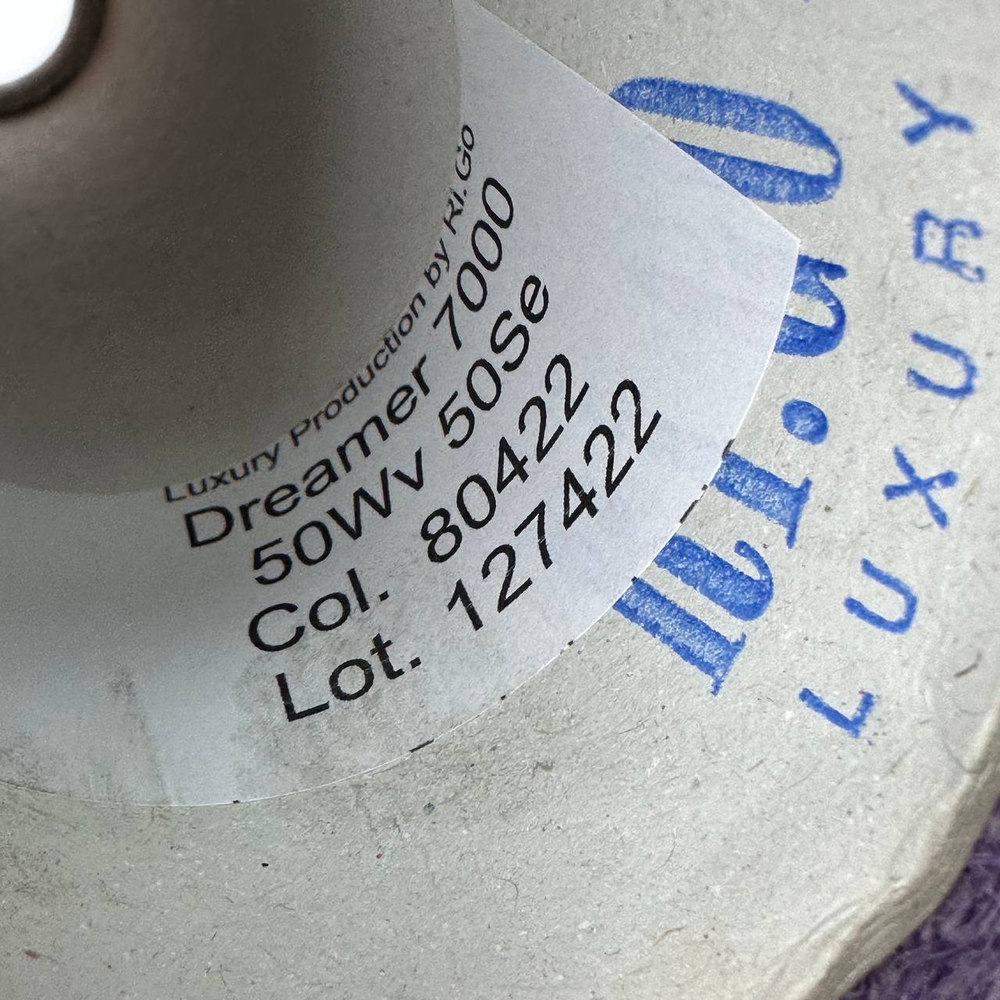 Luxury Production by Ri.Go
Dreamer 7000
50Wv 50Se
Col. 80422
Lot. 127422
LUXURY